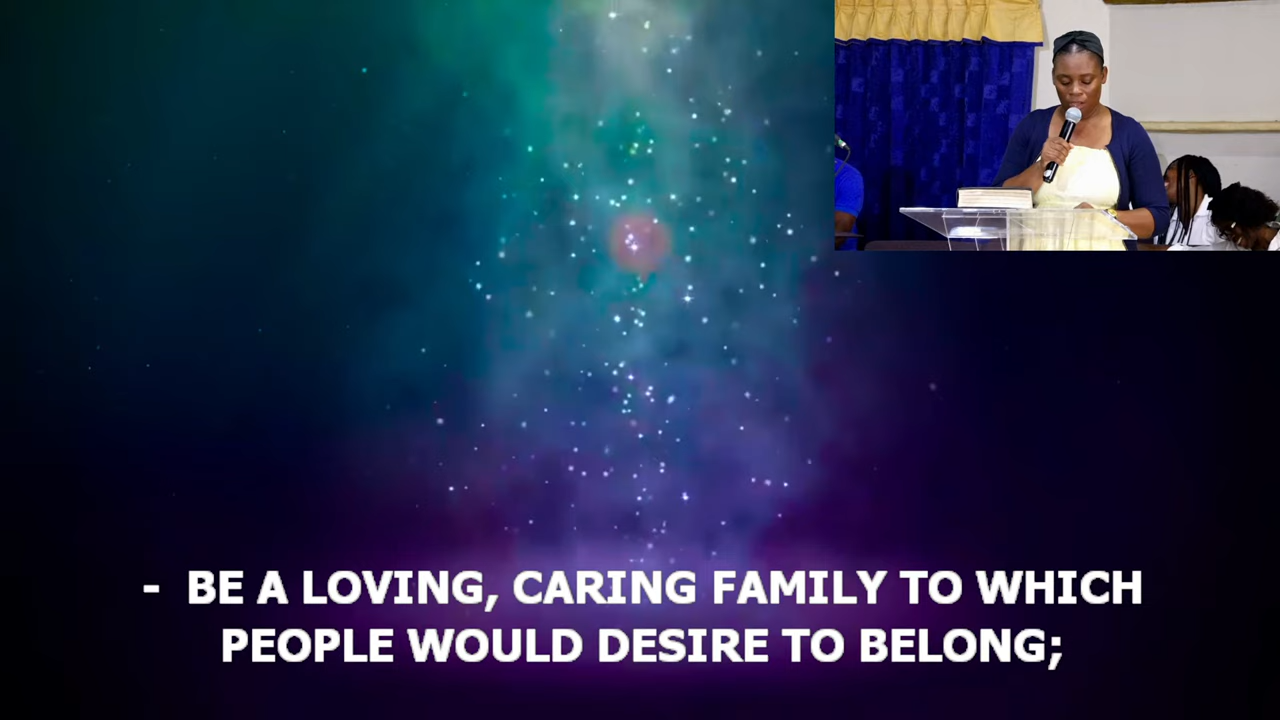 - BE A LOVING, CARING FAMILY TO WHICH
PEOPLE WOULD DESIRE TO BELONG;